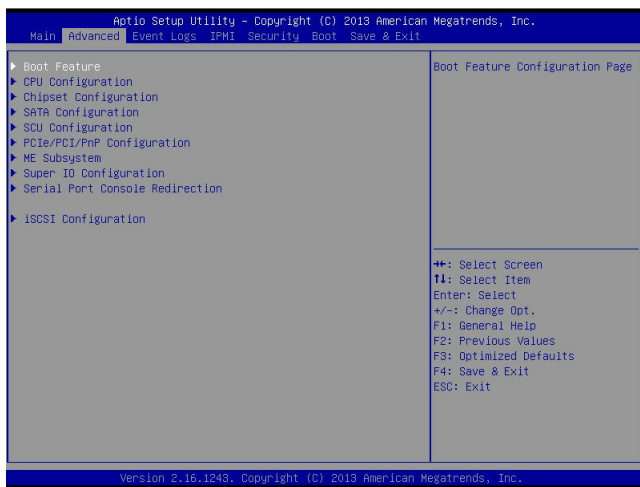 Aptio Setup Utility – Copyright (C) 2013 American Megatrends, Inc.
Main Advanced Event Logs IPMI Security Boot Save & Exit
Boot Feature
CPU Configuration
Chipset Configuration
SATA Configuration
SCU Configuration
PCIe/PCI/PnP Configuration
ME Subsystem
Super IO Configuration
Serial Port Console Redirection
iSCSI Configuration
Boot Feature Configuration Page
→←: Select Screen
↑↓: Select Item
Enter: Select
+/-: Change Opt.
F1: General Help
F2: Previous Values
F3: Optimized Defaults
F4: Save & Exit
ESC: Exit
Version 2.16.1243. Copyright (C) 2013 American Megatrends, Inc.